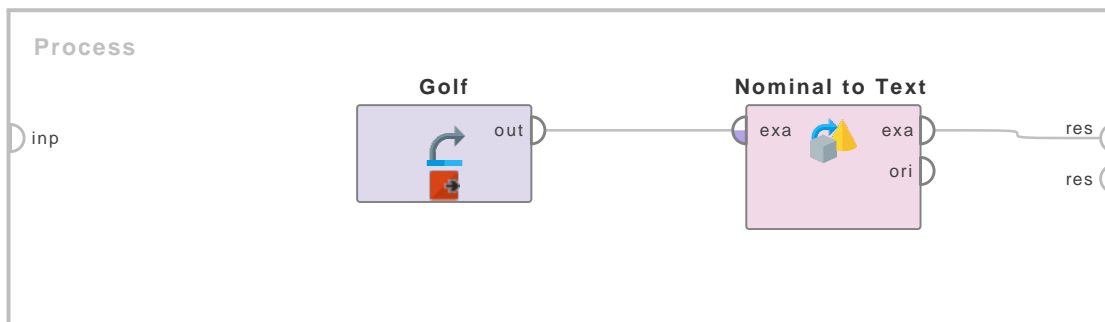 Process
Golf
Nominal to Text
inp
out
exa
exa
res
ori
res